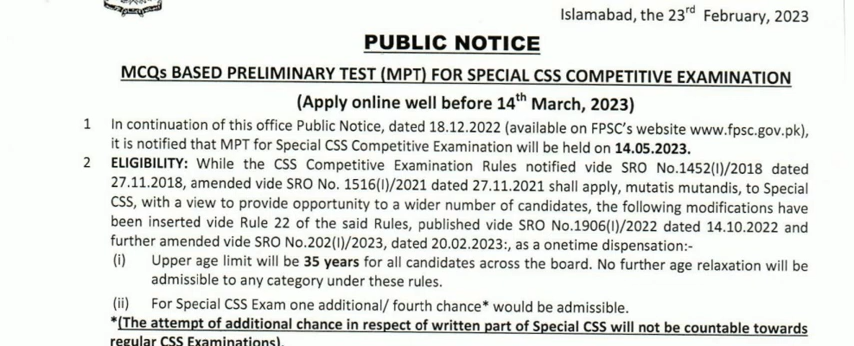 Islamabad, the 23rd February, 2023
PUBLIC NOTICE
MCQs BASED PRELIMINARY TEST (MPT) FOR SPECIAL CSS COMPETITIVE EXAMINATION
(Apply online well before 14th March, 2023)
1 In continuation of this office Public Notice, dated 18.12.2022 (available on FPSC's website www.fpsc.gov.pk),
it is notified that MPT for Special CSS Competitive Examination will be held on 14.05.2023.
2 ELIGIBILITY: While the CSS Competitive Examination Rules notified vide SRO No.1452(I)/2018 dated
27.11.2018, amended vide SRO No. 1516(I)/2021 dated 27.11.2021 shall apply, mutatis mutandis, to Special
CSS, with a view to provide opportunity to a wider number of candidates, the following modifications have
been inserted vide Rule 22 of the said Rules, published vide SRO No.1906(I)/2022 dated 14.10.2022 and
further amended vide SRO No.202(I)/2023, dated 20.02.2023:, as a onetime dispensation:-
(i) Upper age limit will be 35 years for all candidates across the board. No further age relaxation will be
admissible to any category under these rules.
(ii) For Special CSS Exam one additional/ fourth chance* would be admissible.
*(The attempt of additional chance in respect of written part of Special CSS will not be countable towards
regular CSS Examinations).